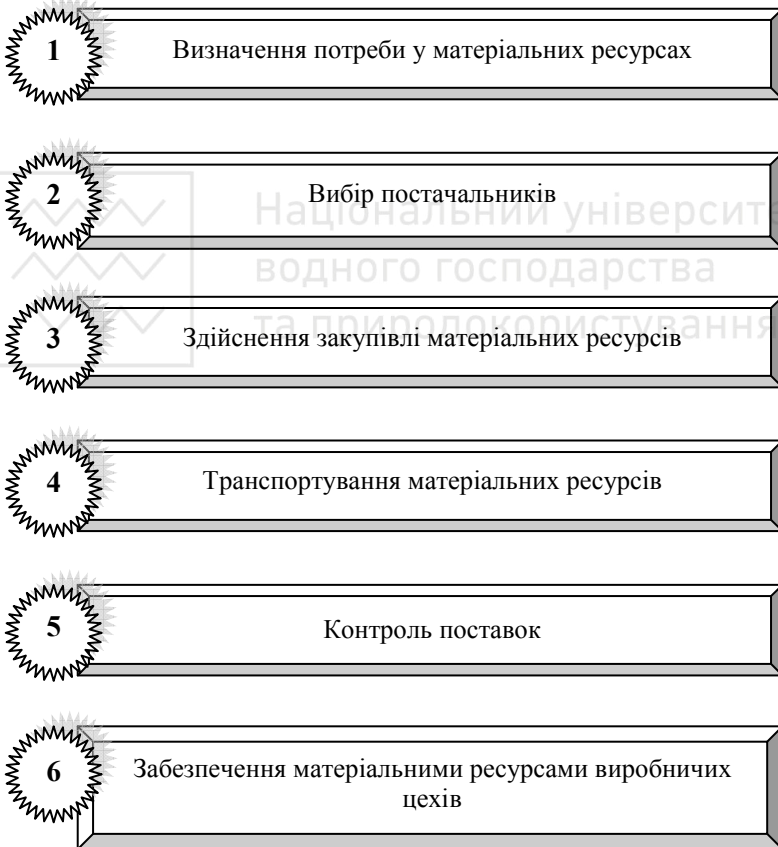 1
Визначення потреби у матеріальних ресурсах
2
Вибір постачальників
Національний
водного господарства
3
Здійснення закупівлі матеріальних ресурсів
та природокористування
4
Транспортування матеріальних ресурсів
5
Контроль поставок
6
Забезпечення матеріальними ресурсами виробничих
цехів